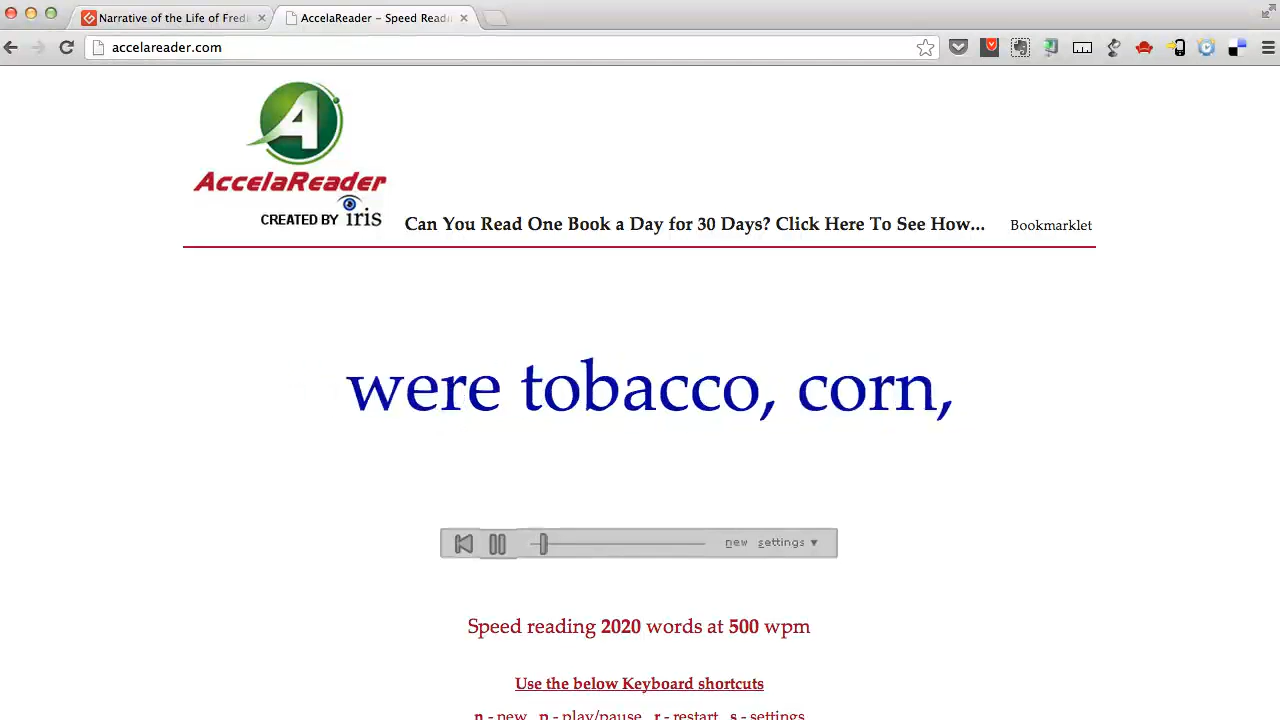 Narrative of the Life of Fred
AccelaReader – Speed Read
accelareader.com
A
AccelaReader
CREATED BY iris
Can You Read One Book a Day for 30 Days? Click Here To See How... Bookmarklet
were tobacco, corn,
new settings ▼
Speed reading 2020 words at 500 wpm
Use the below Keyboard shortcuts
n - new p - play/pause r - restart s - settings